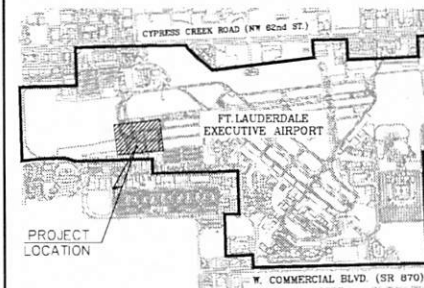 CYPRESS CREEK ROAD (NW 62nd ST.)
FT. LAUDERDALE
EXECUTIVE AIRPORT
PROJECT
LOCATION
W. COMMERCIAL BLVD. (SR 870)